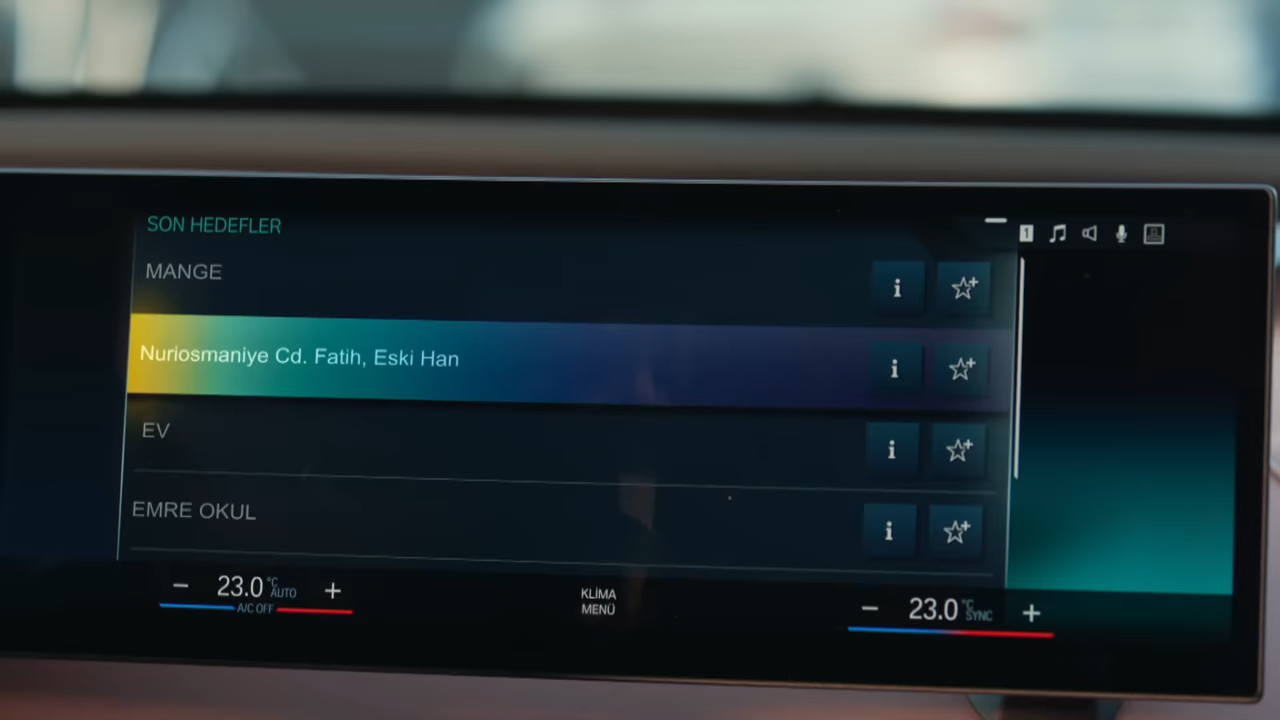 SON HEDEFLER
1
MANGE
Nuriosmaniye Cd. Fatih, Eski Han
EV
EMRE OKUL
− 23.0 °C AUTO +
A/C OFF
KLİMA
MENÜ
− 23.0 °C SYNC +